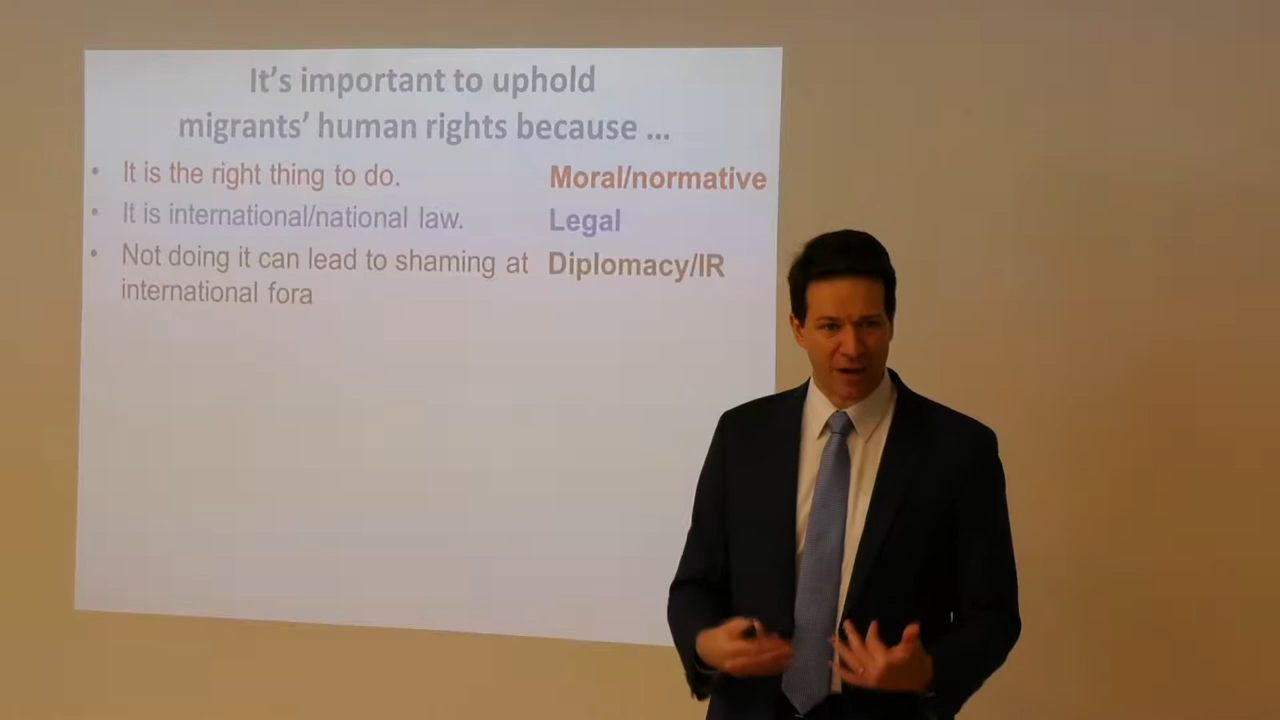 It's important to uphold
migrants' human rights because ...
• It is the right thing to do. Moral/normative
• It is international/national law. Legal
• Not doing it can lead to shaming at Diplomacy/IR
international fora